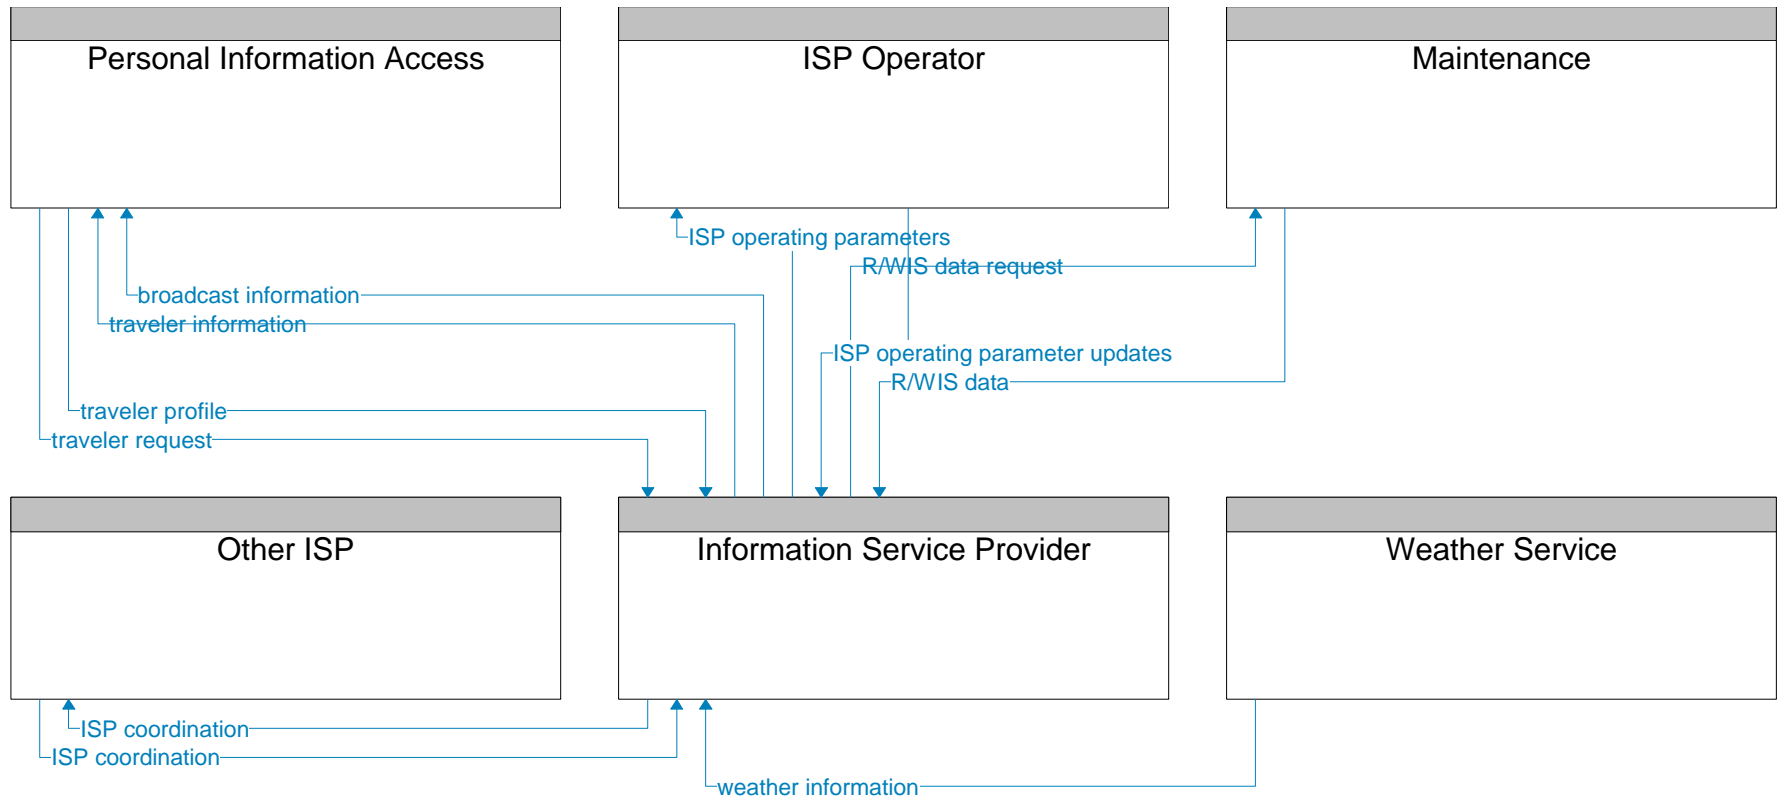 Personal Information Access
ISP Operator
Maintenance
ISP operating parameters
R/WIS data request
broadcast information
traveler information
ISP operating parameter updates
R/WIS data
traveler profile
traveler request
Other ISP
Information Service Provider
Weather Service
ISP coordination
ISP coordination
weather information